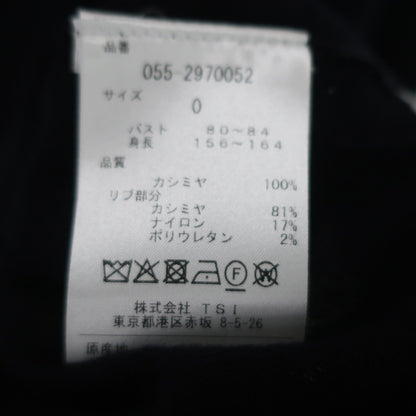 品番
055-2970052
サイズ
0
バスト 80~84
身長 156~164
品質
カシミヤ 100%
リブ部分
カシミヤ 81%
ナイロン 17%
ポリウレタン 2%
F W
株式会社 TSI
東京都港区赤坂 8-5-26
原産地